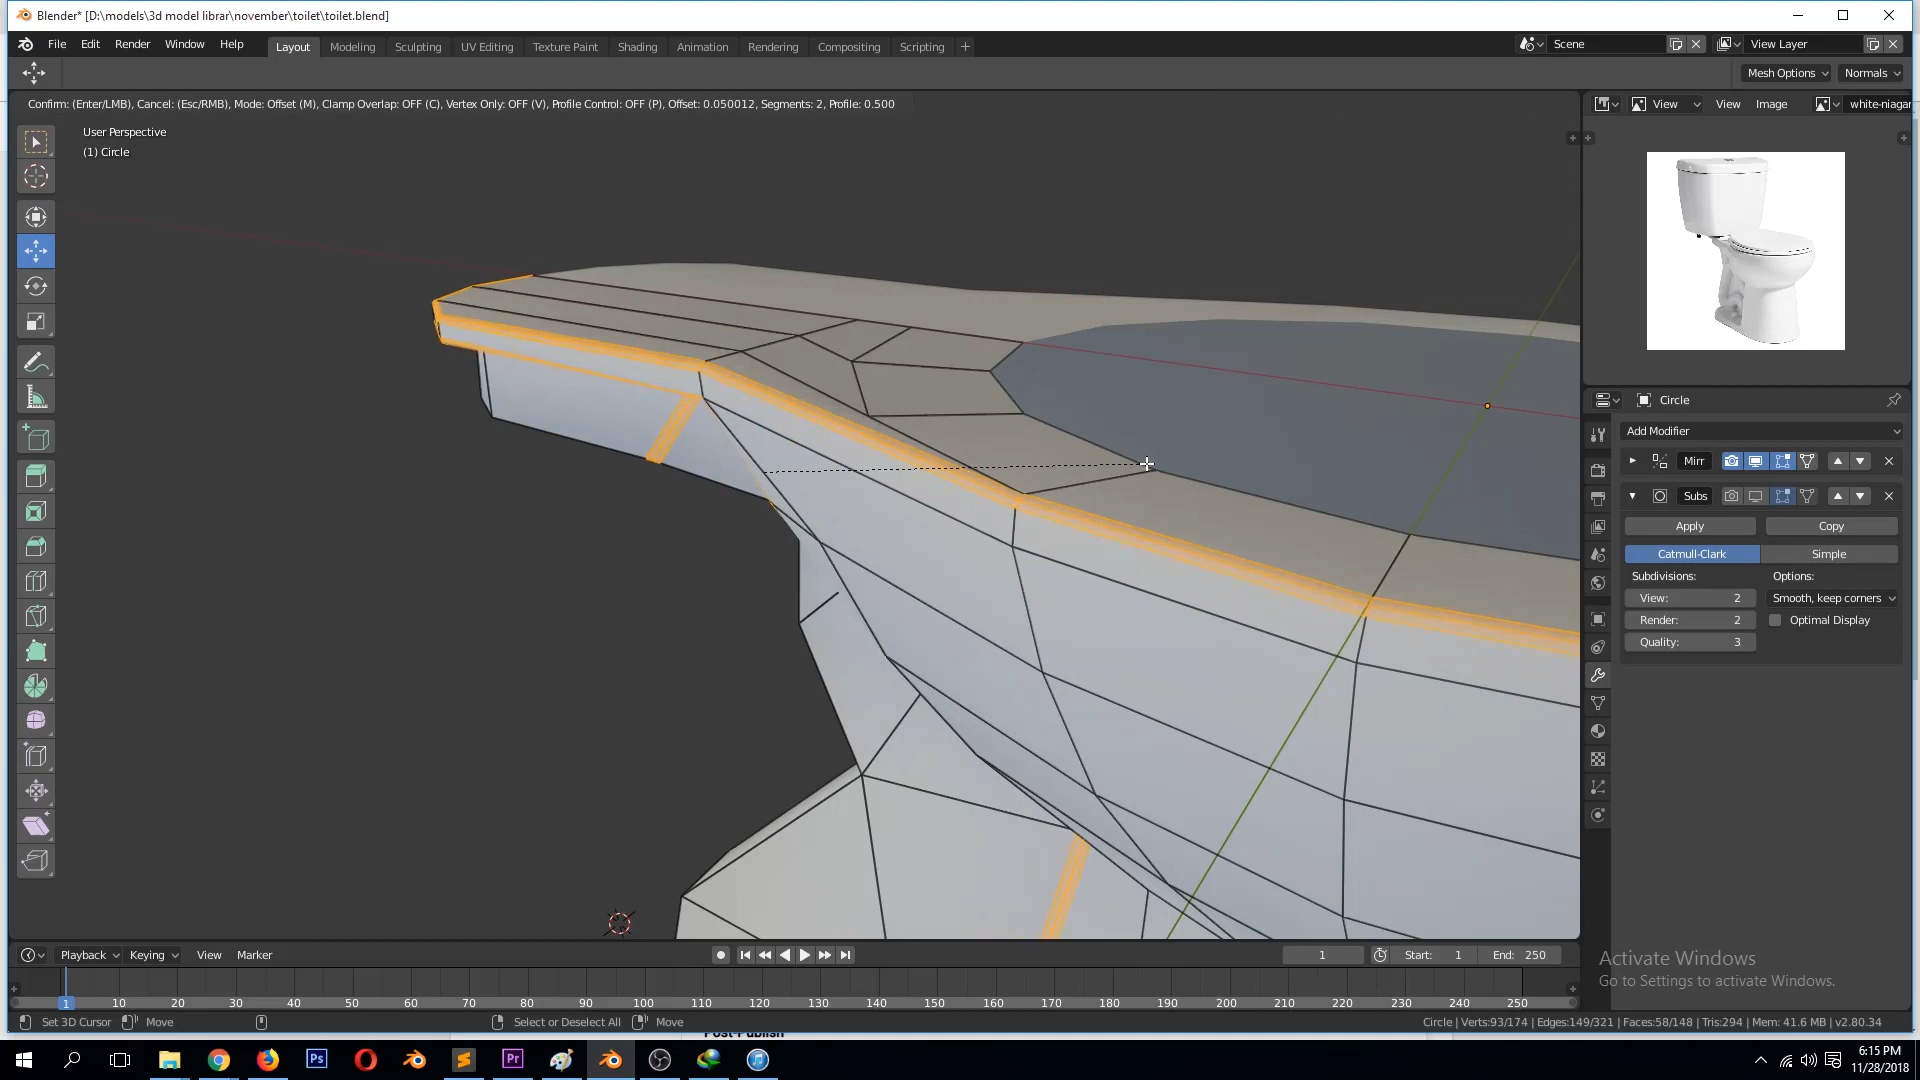 Blender* [D:\models\3d model librar\november\toilet\toilet.blend]
File Edit Render Window Help Layout Modeling Sculpting UV Editing Texture Paint Shading Animation Rendering Compositing Scripting + Scene View Layer
Mesh Options Normals
Confirm: (Enter/LMB), Cancel: (Esc/RMB), Mode: Offset (M), Clamp Overlap: OFF (C), Vertex Only: OFF (V), Profile Control: OFF (P), Offset: 0.050012, Segments: 2, Profile: 0.500
View View Image white-niagar
User Perspective
(1) Circle
Circle
Add Modifier
Mirr
Subs
Apply Copy
Catmull-Clark Simple
Subdivisions: Options:
View: 2 Smooth, keep corners
Render: 2 Optimal Display
Quality: 3
Playback Keying View Marker 1 Start: 1 End: 250
Activate Windows
Go to Settings to activate Windows.
1 10 20 30 40 50 60 70 80 90 100 110 120 130 140 150 160 170 180 190 200 210 220 230 240 250
Set 3D Cursor Move Select or Deselect All Move Circle | Verts:93/174 | Edges:149/321 | Faces:58/148 | Tris:294 | Mem: 41.6 MB | v2.80.34
Post-Publish
Ps Pr
6:15 PM
11/28/2018